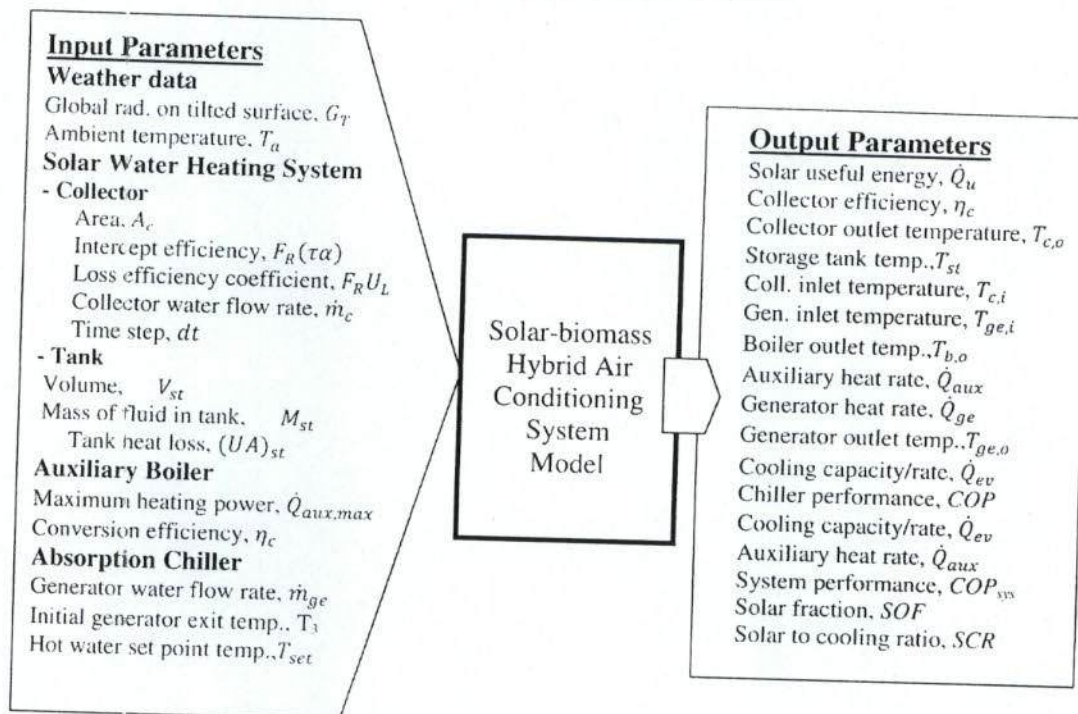 Input Parameters
Weather data
Global rad. on tilted surface, G_T
Ambient temperature, T_a
Solar Water Heating System
- Collector
Area, A_c
Intercept efficiency, F_R(τα)
Loss efficiency coefficient, F_R U_L
Collector water flow rate, ṁ_c
Time step, dt
- Tank
Volume, V_st
Mass of fluid in tank, M_st
Tank heat loss, (UA)_st
Auxiliary Boiler
Maximum heating power, Q̇_aux,max
Conversion efficiency, η_c
Absorption Chiller
Generator water flow rate, ṁ_ge
Initial generator exit temp., T_3
Hot water set point temp.,T_set
Solar-biomass
Hybrid Air
Conditioning
System
Model
Output Parameters
Solar useful energy, Q̇_u
Collector efficiency, η_c
Collector outlet temperature, T_c,o
Storage tank temp.,T_st
Coll. inlet temperature, T_c,i
Gen. inlet temperature, T_ge,i
Boiler outlet temp.,T_b,o
Auxiliary heat rate, Q̇_aux
Generator heat rate, Q̇_ge
Generator outlet temp.,T_ge,o
Cooling capacity/rate, Q̇_ev
Chiller performance, COP
Cooling capacity/rate, Q̇_ev
Auxiliary heat rate, Q̇_aux
System performance, COP_sys
Solar fraction, SOF
Solar to cooling ratio, SCR